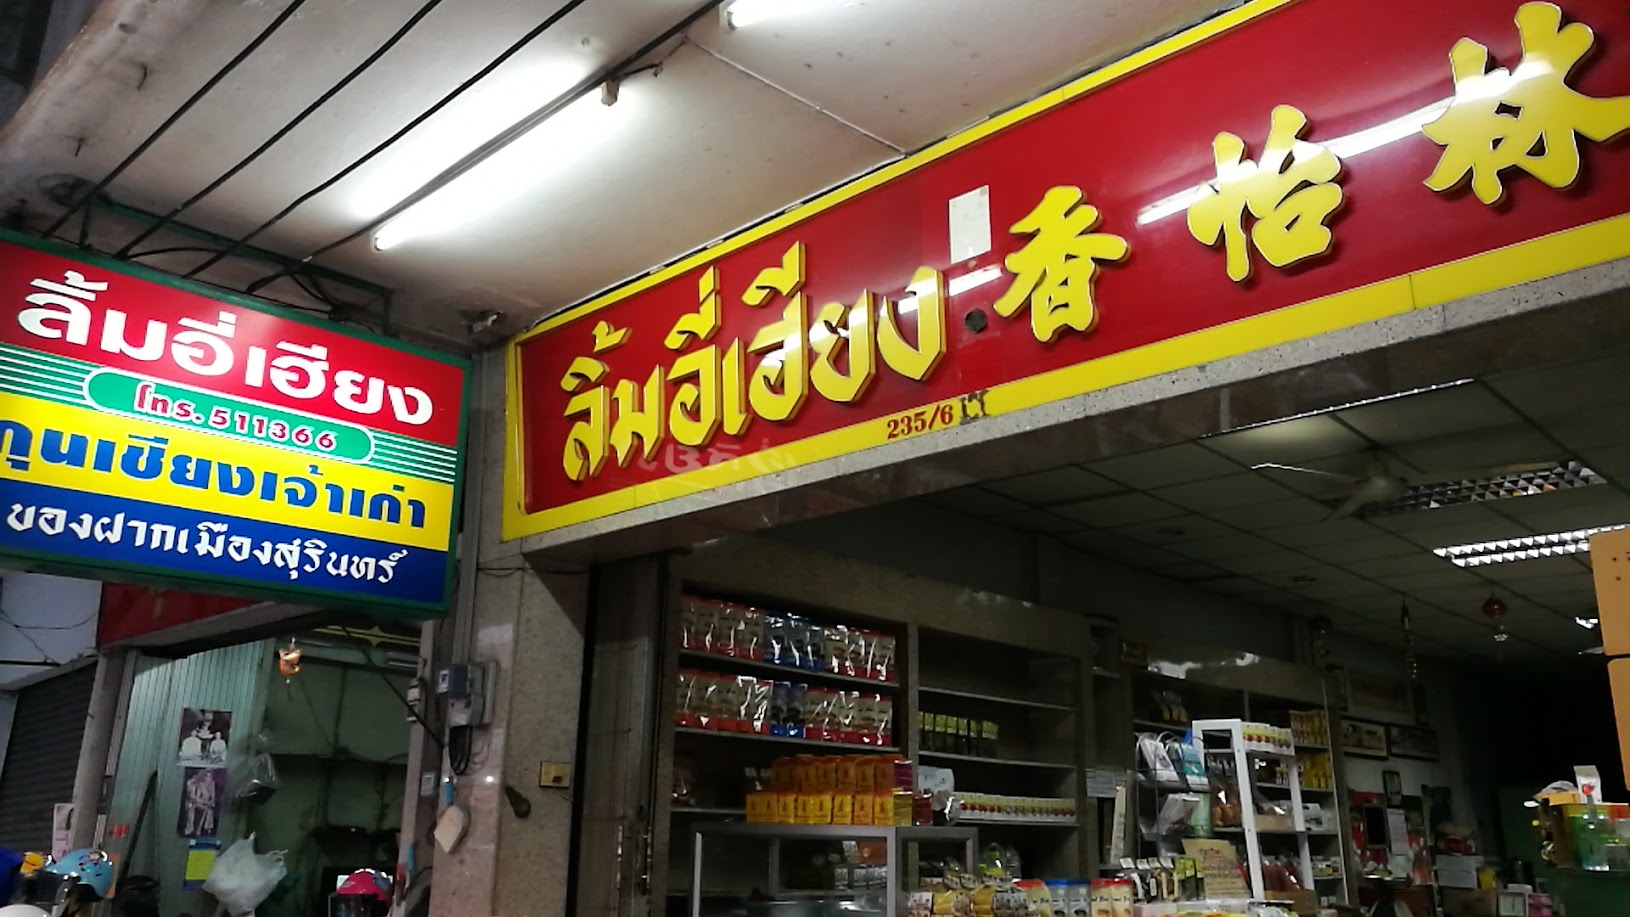 ลิ้มอี่เฮียง
โทร.511366
กุนเชียงเจ้าเก่า
ของฝากเมืองสุรินทร์
ลิ้มอี่เฮียง 香怡林
235/6